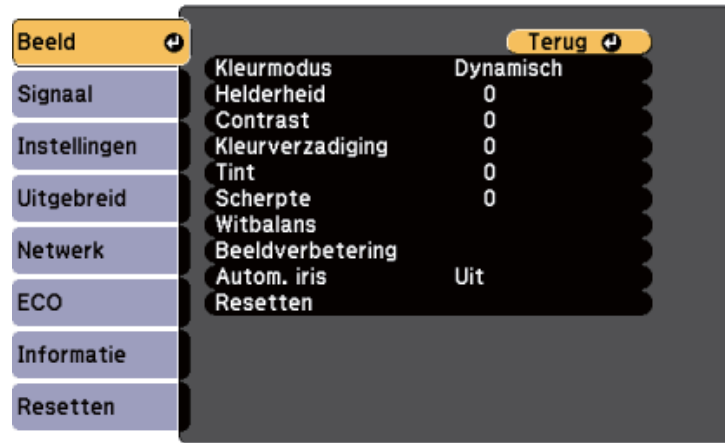 Beeld
Signaal
Instellingen
Uitgebreid
Netwerk
ECO
Informatie
Resetten
Terug
Kleurmodus Dynamisch
Helderheid 0
Contrast 0
Kleurverzadiging 0
Tint 0
Scherpte 0
Witbalans
Beeldverbetering
Autom. iris Uit
Resetten